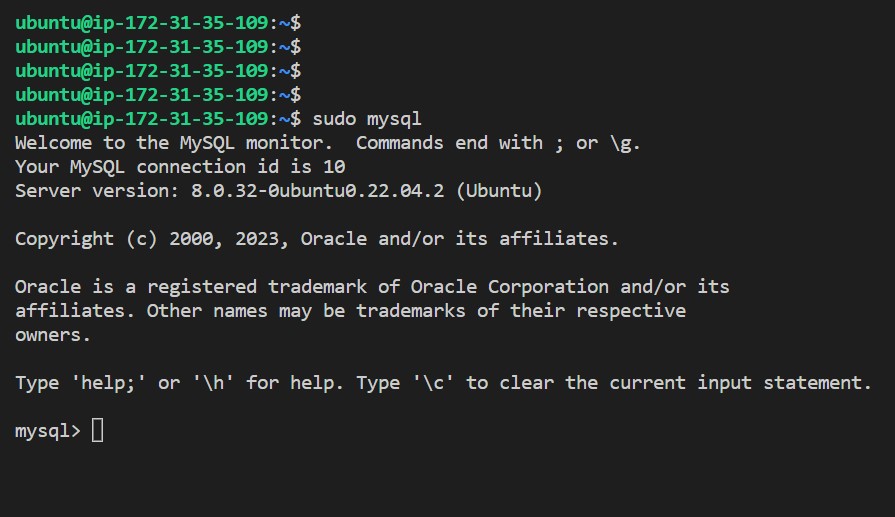 ubuntu@ip-172-31-35-109:~$
ubuntu@ip-172-31-35-109:~$
ubuntu@ip-172-31-35-109:~$
ubuntu@ip-172-31-35-109:~$
ubuntu@ip-172-31-35-109:~$ sudo mysql
Welcome to the MySQL monitor.  Commands end with ; or \g.
Your MySQL connection id is 10
Server version: 8.0.32-0ubuntu0.22.04.2 (Ubuntu)

Copyright (c) 2000, 2023, Oracle and/or its affiliates.

Oracle is a registered trademark of Oracle Corporation and/or its
affiliates. Other names may be trademarks of their respective
owners.

Type 'help;' or '\h' for help. Type '\c' to clear the current input statement.

mysql>